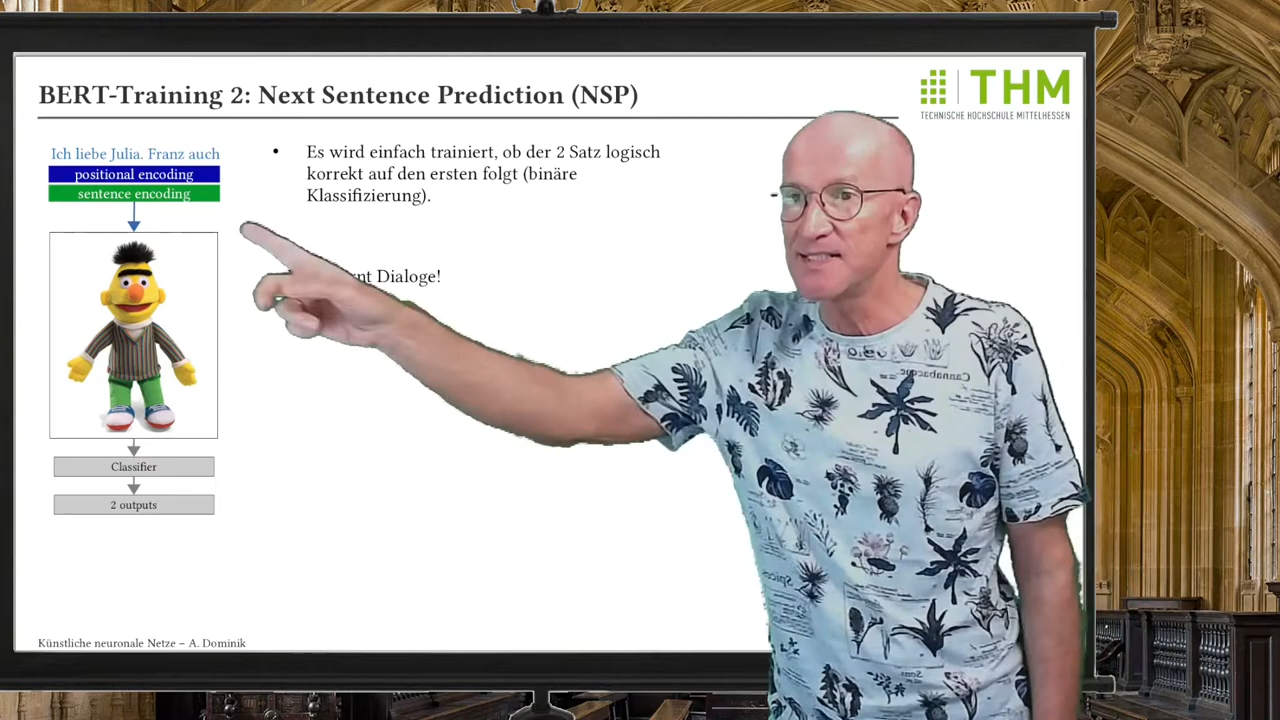 BERT-Training 2: Next Sentence Prediction (NSP)
THM
TECHNISCHE HOCHSCHULE MITTELHESSEN
Ich liebe Julia. Franz auch
positional encoding
sentence encoding
• Es wird einfach trainiert, ob der 2 Satz logisch
korrekt auf den ersten folgt (binäre
Klassifizierung).
Dialoge!
Classifier
2 outputs
Cannabaceae
Künstliche neuronale Netze – A. Dominik